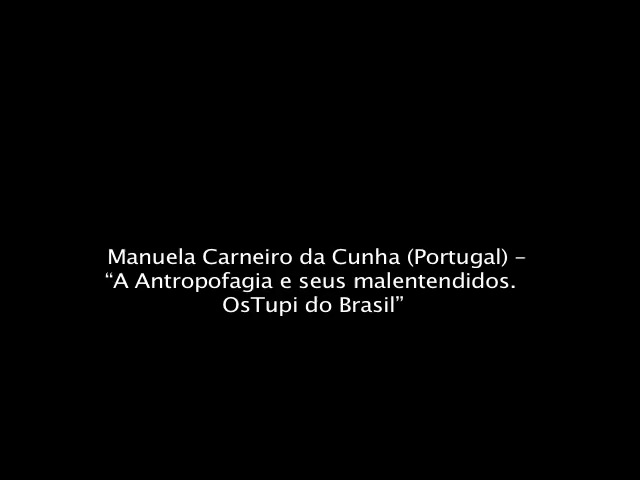 Manuela Carneiro da Cunha (Portugal) –
“A Antropofagia e seus malentendidos.
OsTupi do Brasil”